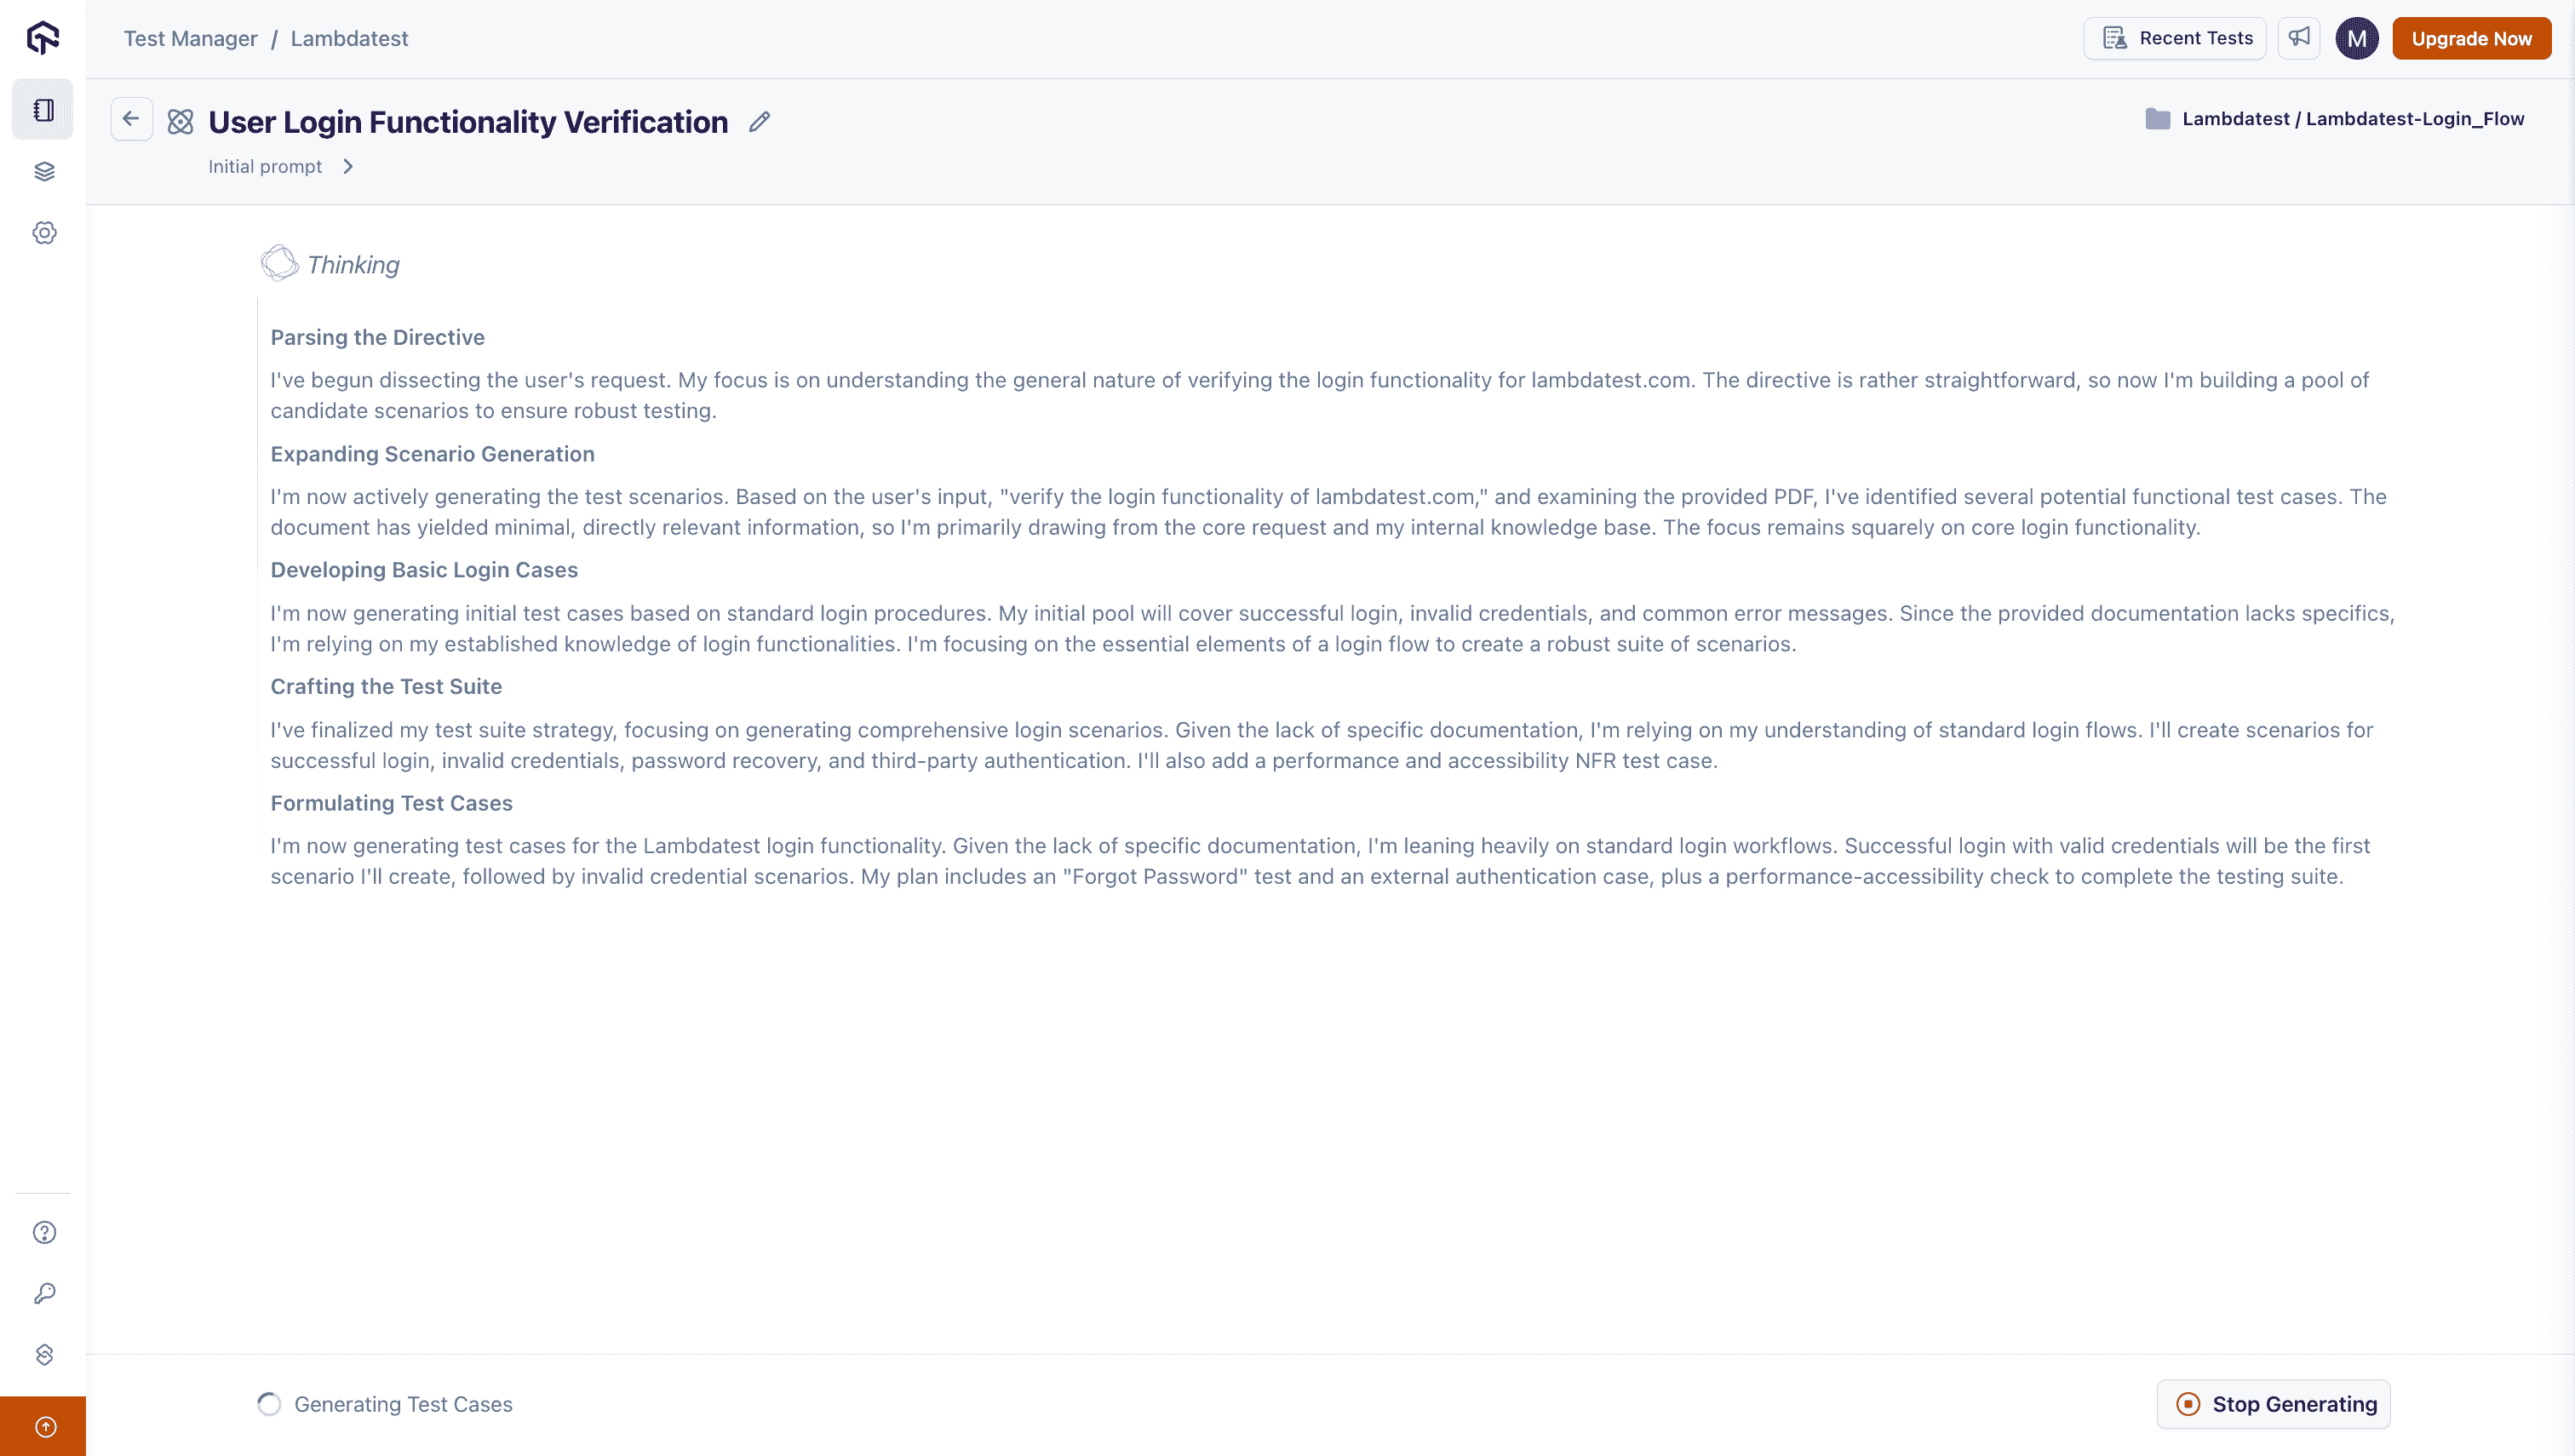 Test Manager / Lambdatest
Recent Tests
M
Upgrade Now
User Login Functionality Verification
Lambdatest / Lambdatest-Login_Flow
Initial prompt
Thinking
Parsing the Directive
I've begun dissecting the user's request. My focus is on understanding the general nature of verifying the login functionality for lambdatest.com. The directive is rather straightforward, so now I'm building a pool of
candidate scenarios to ensure robust testing.
Expanding Scenario Generation
I'm now actively generating the test scenarios. Based on the user's input, "verify the login functionality of lambdatest.com," and examining the provided PDF, I've identified several potential functional test cases. The
document has yielded minimal, directly relevant information, so I'm primarily drawing from the core request and my internal knowledge base. The focus remains squarely on core login functionality.
Developing Basic Login Cases
I'm now generating initial test cases based on standard login procedures. My initial pool will cover successful login, invalid credentials, and common error messages. Since the provided documentation lacks specifics,
I'm relying on my established knowledge of login functionalities. I'm focusing on the essential elements of a login flow to create a robust suite of scenarios.
Crafting the Test Suite
I've finalized my test suite strategy, focusing on generating comprehensive login scenarios. Given the lack of specific documentation, I'm relying on my understanding of standard login flows. I'll create scenarios for
successful login, invalid credentials, password recovery, and third-party authentication. I'll also add a performance and accessibility NFR test case.
Formulating Test Cases
I'm now generating test cases for the Lambdatest login functionality. Given the lack of specific documentation, I'm leaning heavily on standard login workflows. Successful login with valid credentials will be the first
scenario I'll create, followed by invalid credential scenarios. My plan includes an "Forgot Password" test and an external authentication case, plus a performance-accessibility check to complete the testing suite.
Generating Test Cases
Stop Generating